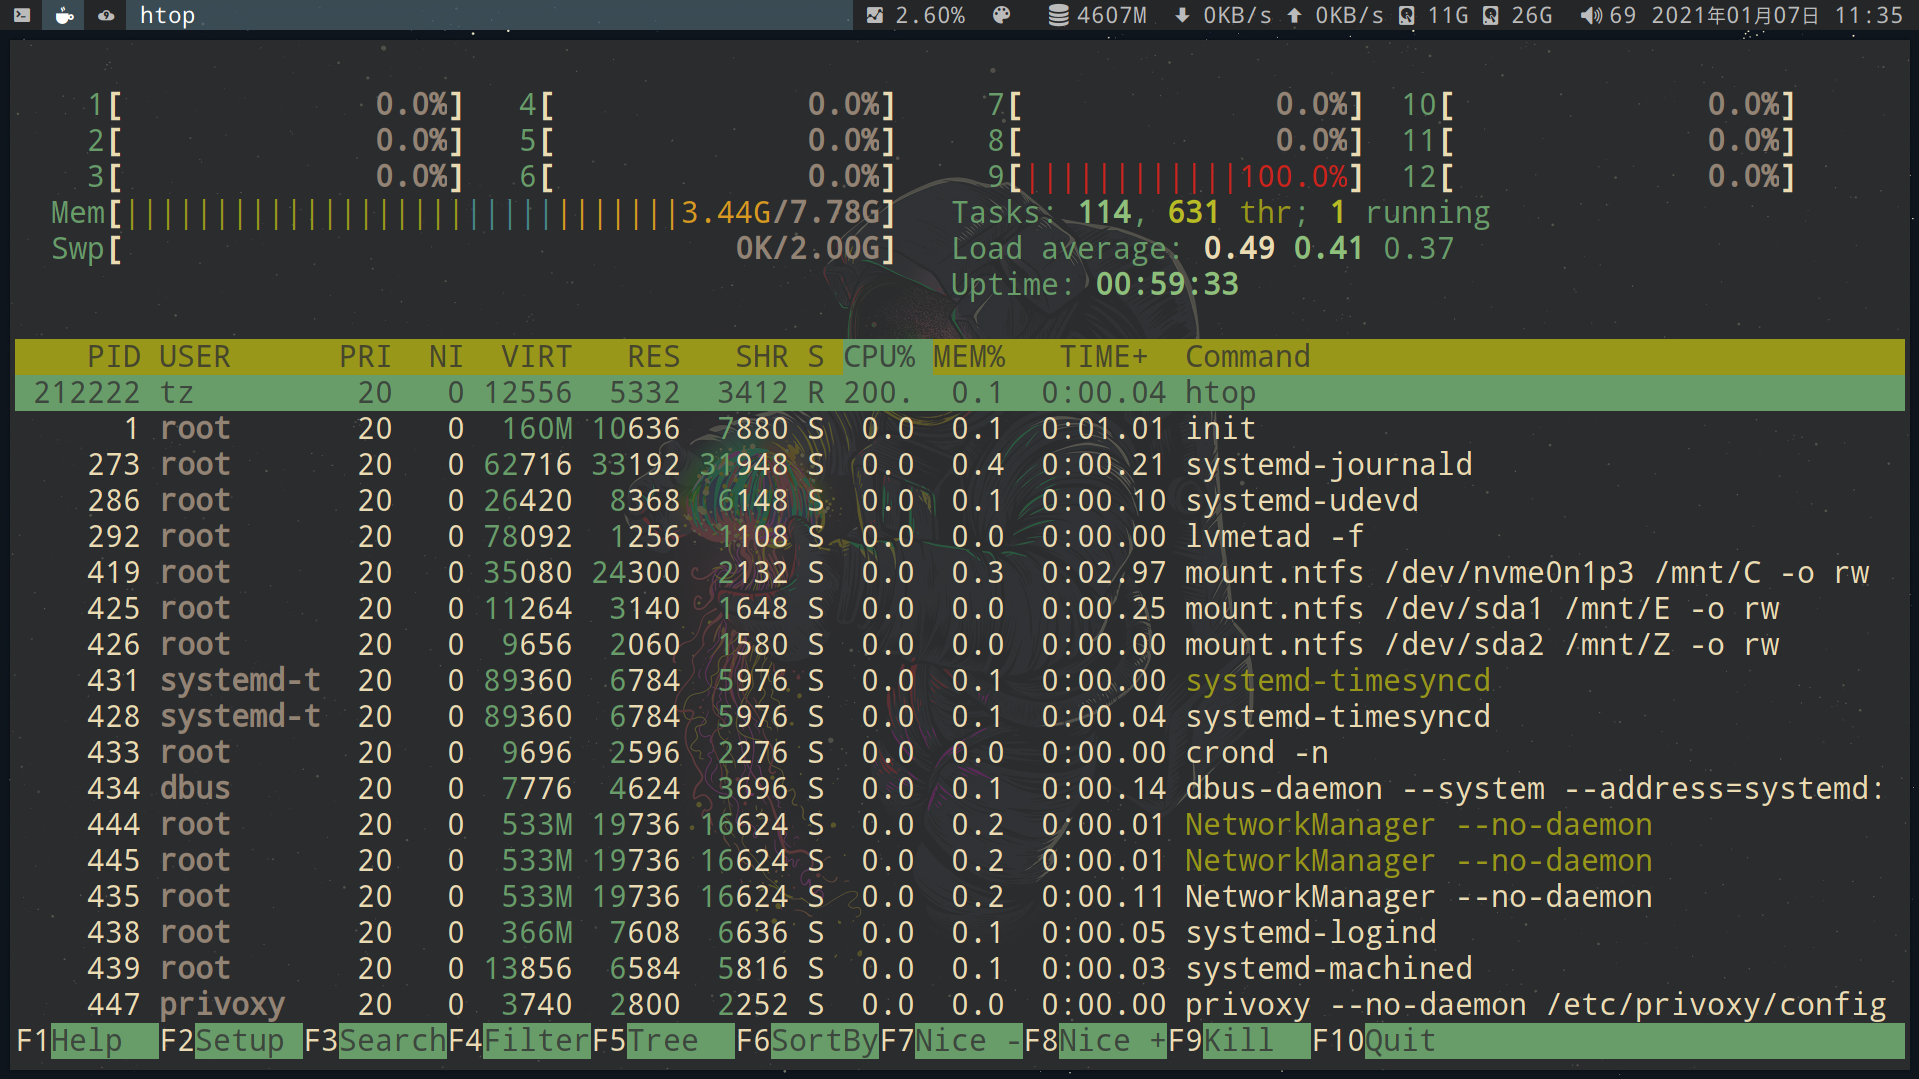 htop 2.60% 4607M 0KB/s 0KB/s 11G 26G 69 2021年01月07日 11:35
1[ 0.0%] 4[ 0.0%] 7[ 0.0%] 10[ 0.0%]
2[ 0.0%] 5[ 0.0%] 8[ 0.0%] 11[ 0.0%]
3[ 0.0%] 6[ 0.0%] 9[||||||||||||100.0%] 12[ 0.0%]
Mem[|||||||||||||||||||||||||||||||3.44G/7.78G] Tasks: 114, 631 thr; 1 running
Swp[ 0K/2.00G] Load average: 0.49 0.41 0.37
Uptime: 00:59:33
PID USER PRI NI VIRT RES SHR S CPU% MEM% TIME+ Command
212222 tz 20 0 12556 5332 3412 R 200. 0.1 0:00.04 htop
1 root 20 0 160M 10636 7880 S 0.0 0.1 0:01.01 init
273 root 20 0 62716 33192 31948 S 0.0 0.4 0:00.21 systemd-journald
286 root 20 0 26420 8368 6148 S 0.0 0.1 0:00.10 systemd-udevd
292 root 20 0 78092 1256 1108 S 0.0 0.0 0:00.00 lvmetad -f
419 root 20 0 35080 24300 2132 S 0.0 0.3 0:02.97 mount.ntfs /dev/nvme0n1p3 /mnt/C -o rw
425 root 20 0 11264 3140 1648 S 0.0 0.0 0:00.25 mount.ntfs /dev/sda1 /mnt/E -o rw
426 root 20 0 9656 2060 1580 S 0.0 0.0 0:00.00 mount.ntfs /dev/sda2 /mnt/Z -o rw
431 systemd-t 20 0 89360 6784 5976 S 0.0 0.1 0:00.00 systemd-timesyncd
428 systemd-t 20 0 89360 6784 5976 S 0.0 0.1 0:00.04 systemd-timesyncd
433 root 20 0 9696 2596 2276 S 0.0 0.0 0:00.00 crond -n
434 dbus 20 0 7776 4624 3696 S 0.0 0.1 0:00.14 dbus-daemon --system --address=systemd:
444 root 20 0 533M 19736 16624 S 0.0 0.2 0:00.01 NetworkManager --no-daemon
445 root 20 0 533M 19736 16624 S 0.0 0.2 0:00.01 NetworkManager --no-daemon
435 root 20 0 533M 19736 16624 S 0.0 0.2 0:00.11 NetworkManager --no-daemon
438 root 20 0 366M 7608 6636 S 0.0 0.1 0:00.05 systemd-logind
439 root 20 0 13856 6584 5816 S 0.0 0.1 0:00.03 systemd-machined
447 privoxy 20 0 3740 2800 2252 S 0.0 0.0 0:00.00 privoxy --no-daemon /etc/privoxy/config
F1Help F2Setup F3SearchF4FilterF5Tree F6SortByF7Nice -F8Nice +F9Kill F10Quit